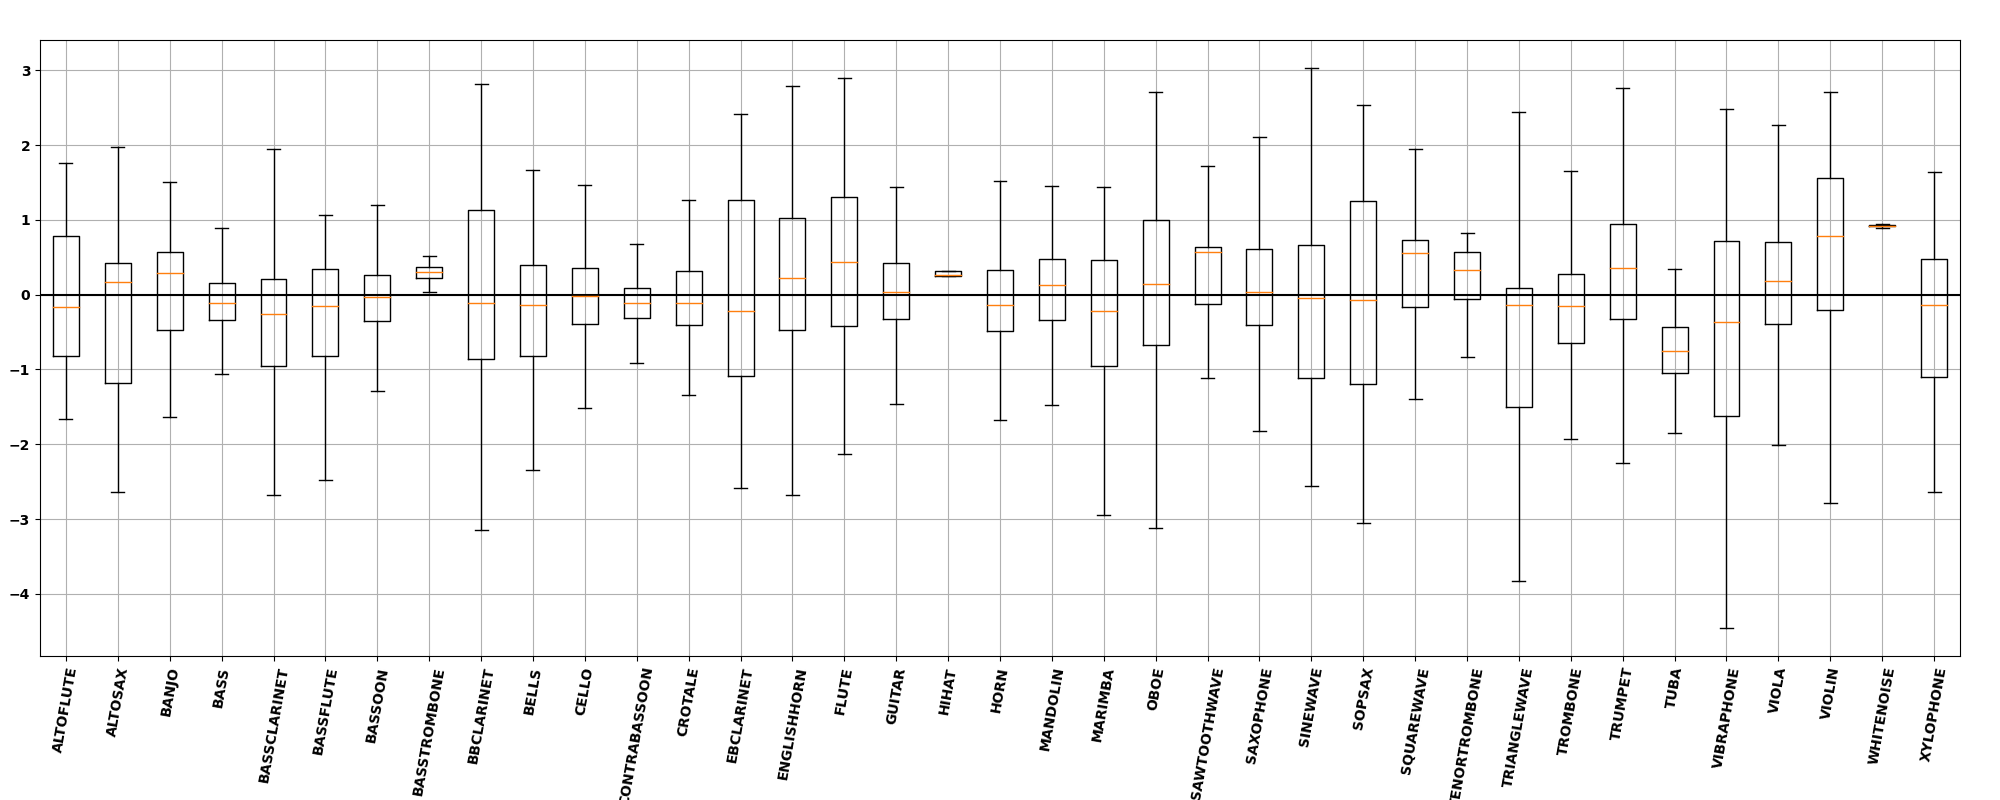 3
2
1
0
−1
−2
−3
−4
ALTOFLUTE
ALTOSAX
BANJO
BASS
BASSCLARINET
BASSFLUTE
BASSOON
BASSTROMBONE
BBCLARINET
BELLS
CELLO
CONTRABASSOON
CROTALE
EBCLARINET
ENGLISHHORN
FLUTE
GUITAR
HIHAT
HORN
MANDOLIN
MARIMBA
OBOE
SAWTOOTHWAVE
SAXOPHONE
SINEWAVE
SOPSAX
SQUAREWAVE
ENORTROMBONE
TRIANGLEWAVE
TROMBONE
TRUMPET
TUBA
VIBRAPHONE
VIOLA
VIOLIN
WHITENOISE
XYLOPHONE